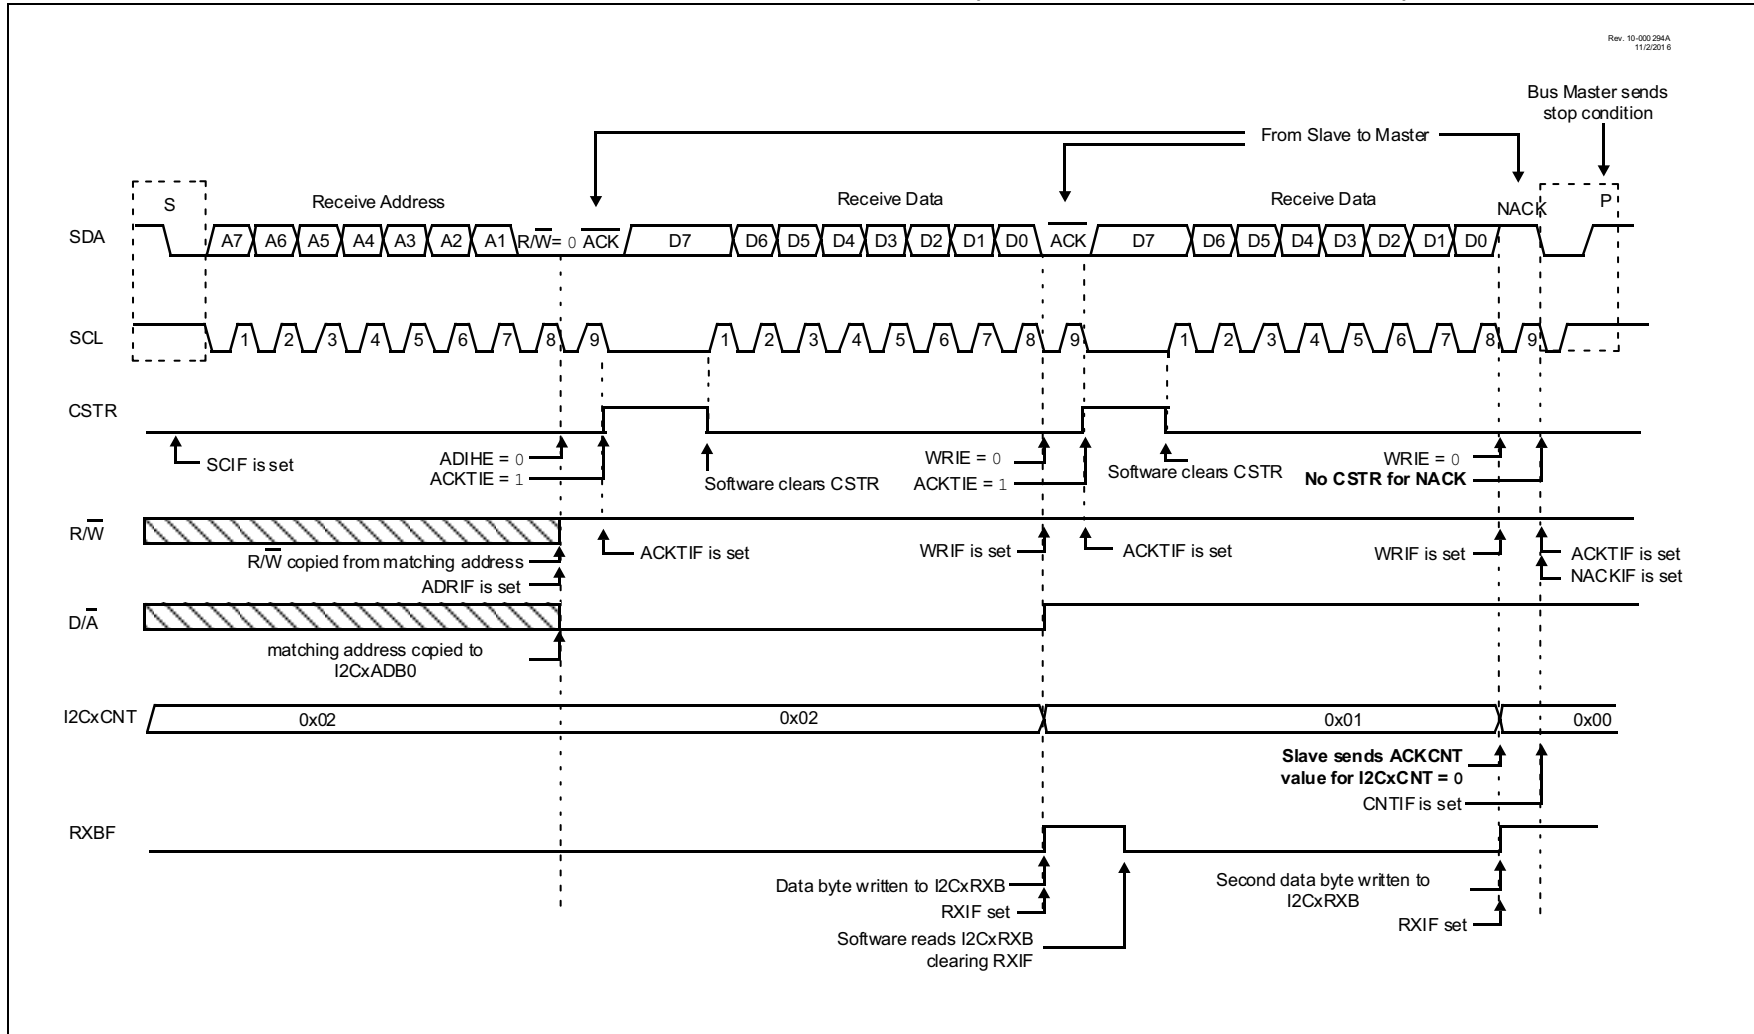 Rev. 10-000 294A
11/2/2016
Bus Master sends
stop condition
From Slave to Master
S
Receive Address
Receive Data
Receive Data
NACK
P
SDA
A7 A6 A5 A4 A3 A2 A1 R/W= 0 ACK D7 D6 D5 D4 D3 D2 D1 D0 ACK D7 D6 D5 D4 D3 D2 D1 D0
SCL
1 2 3 4 5 6 7 8 9 1 2 3 4 5 6 7 8 9 1 2 3 4 5 6 7 8 9
CSTR
SCIF is set
ADIHE = 0
ACKTIE = 1
Software clears CSTR
WRIE = 0
ACKTIE = 1
Software clears CSTR
WRIE = 0
No CSTR for NACK
R/W
R/W copied from matching address
ADRIF is set
ACKTIF is set
WRIF is set
ACKTIF is set
WRIF is set
ACKTIF is set
NACKIF is set
D/A
matching address copied to
I2CxADB0
I2CxCNT
0x02
0x02
0x01
0x00
Slave sends ACKCNT
value for I2CxCNT = 0
CNTIF is set
RXBF
Data byte written to I2CxRXB
RXIF set
Software reads I2CxRXB
clearing RXIF
Second data byte written to
I2CxRXB
RXIF set